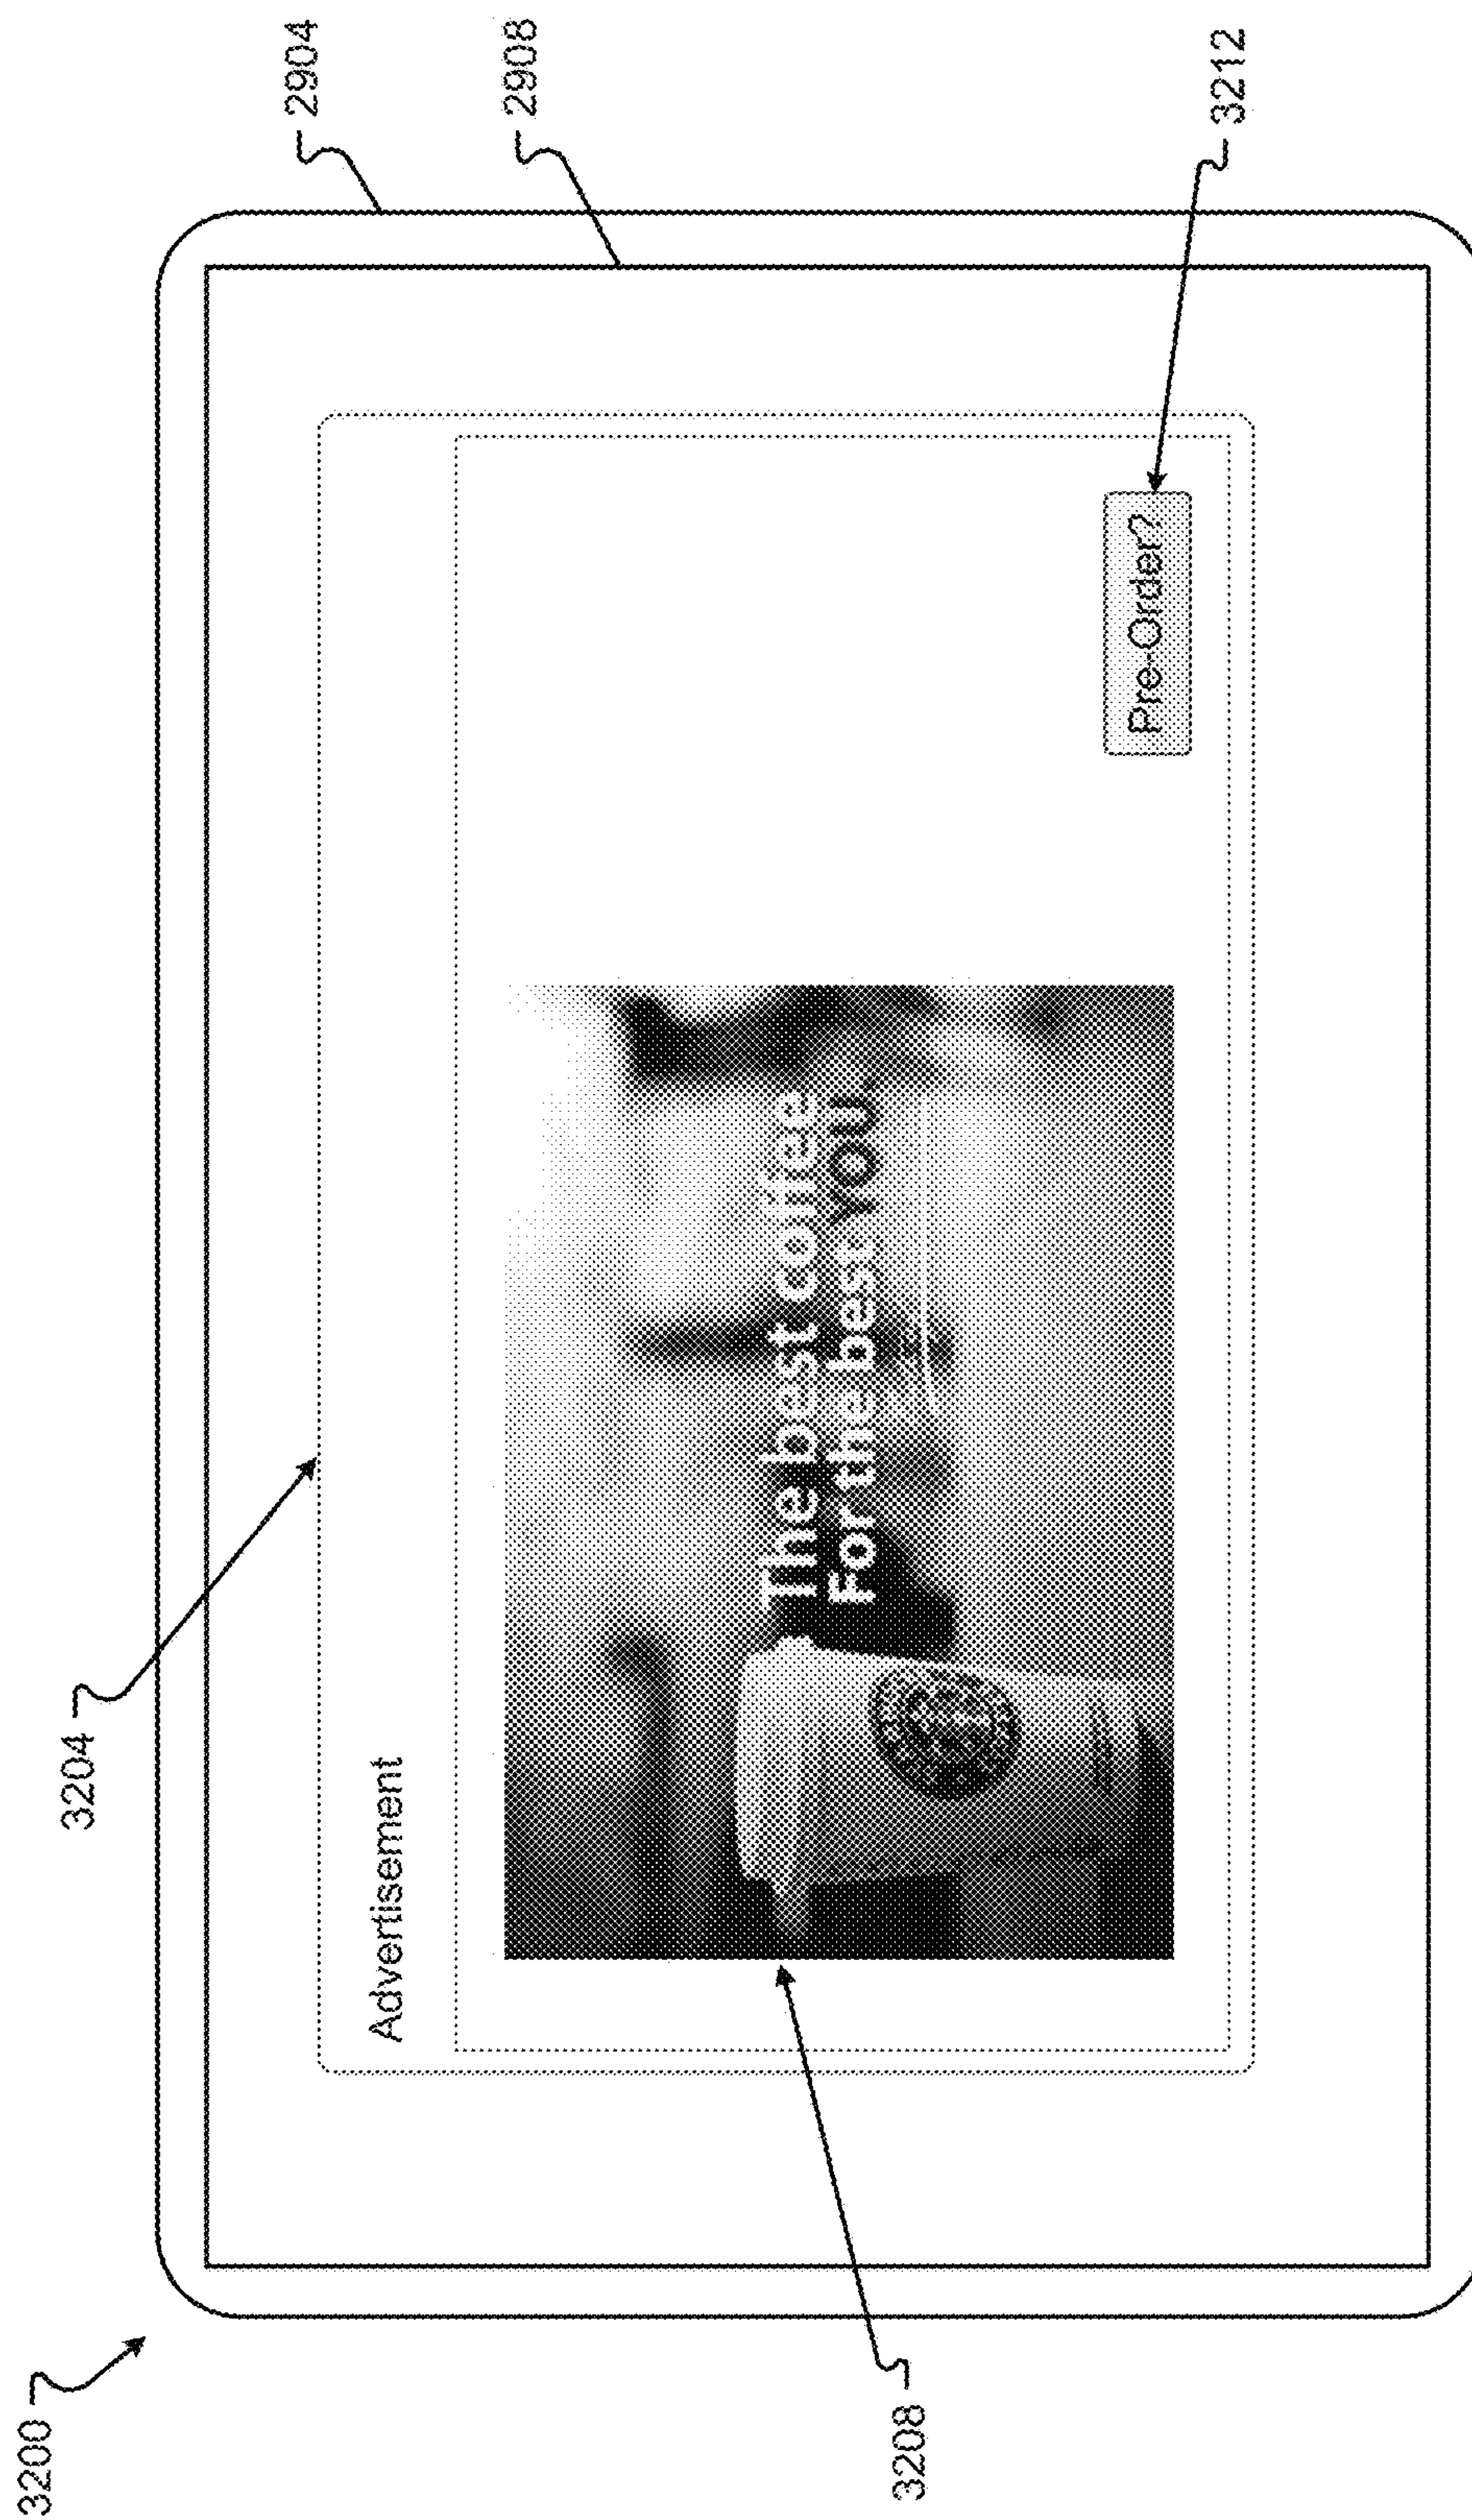 3200
3204
2904
2908
Advertisement
The best coffee
For the best YOU.
Pre-Order?
3208
3212